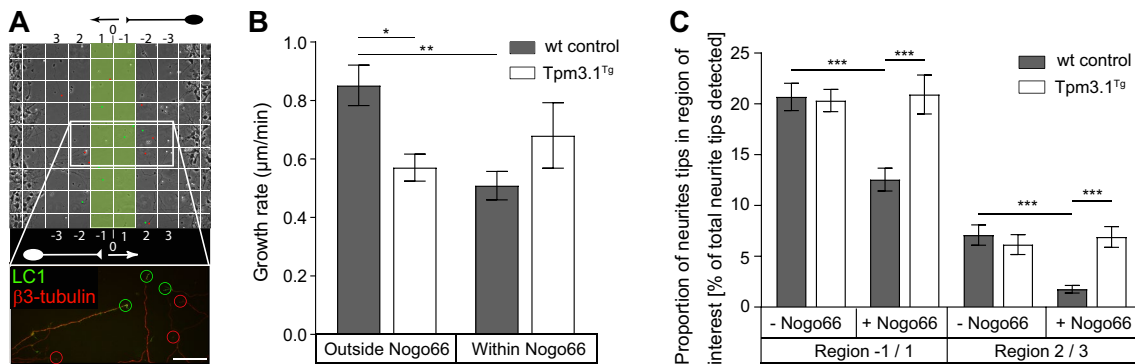 A
0
3 2 1 -1 -2 -3
-3 -2 -1 1 2 3
0
LC1
β3-tubulin
B
Growth rate (µm/min)
1.0
0.8
0.6
0.4
0.2
0.0
*
**
wt control
Tpm3.1Tg
Outside Nogo66 Within Nogo66
C
Proportion of neurites tips in region of
interest [% of total neurite tips detected]
25
20
15
10
5
0
*** ***
*** ***
wt control
Tpm3.1Tg
- Nogo66 + Nogo66 - Nogo66 + Nogo66
Region -1 / 1 Region 2 / 3